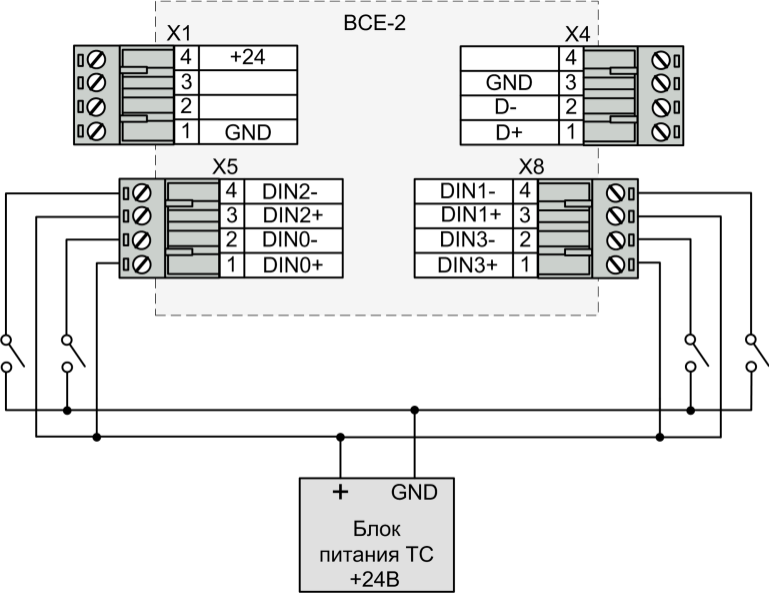 ВСЕ-2
X1
4 +24
3
2
1 GND
X4
4
GND 3
D- 2
D+ 1
X5
4 DIN2-
3 DIN2+
2 DIN0-
1 DIN0+
X8
DIN1- 4
DIN1+ 3
DIN3- 2
DIN3+ 1
+ GND
Блок
питания ТС
+24В